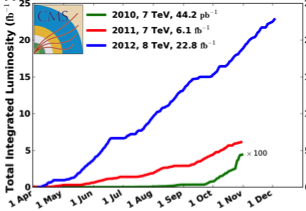 25
20
15
10
5
0
Total Integrated Luminosity (fb⁻¹)
CMS
2010, 7 TeV, 44.2 pb⁻¹
2011, 7 TeV, 6.1 fb⁻¹
2012, 8 TeV, 22.8 fb⁻¹
× 100
1 Apr 1 May 1 Jun 1 Jul 1 Aug 1 Sep 1 Oct 1 Nov 1 Dec